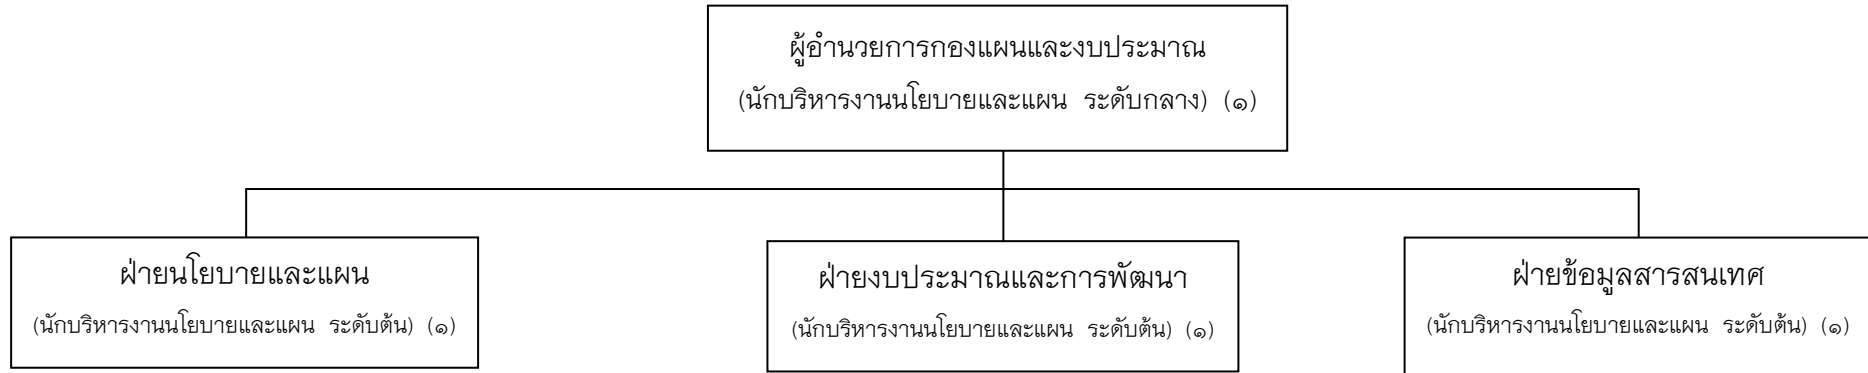 ผู้อำนวยการกองแผนและงบประมาณ
(นักบริหารงานนโยบายและแผน ระดับกลาง) (๑)
ฝ่ายนโยบายและแผน
(นักบริหารงานนโยบายและแผน ระดับต้น) (๑)
ฝ่ายงบประมาณและการพัฒนา
(นักบริหารงานนโยบายและแผน ระดับต้น) (๑)
ฝ่ายข้อมูลสารสนเทศ
(นักบริหารงานนโยบายและแผน ระดับต้น) (๑)